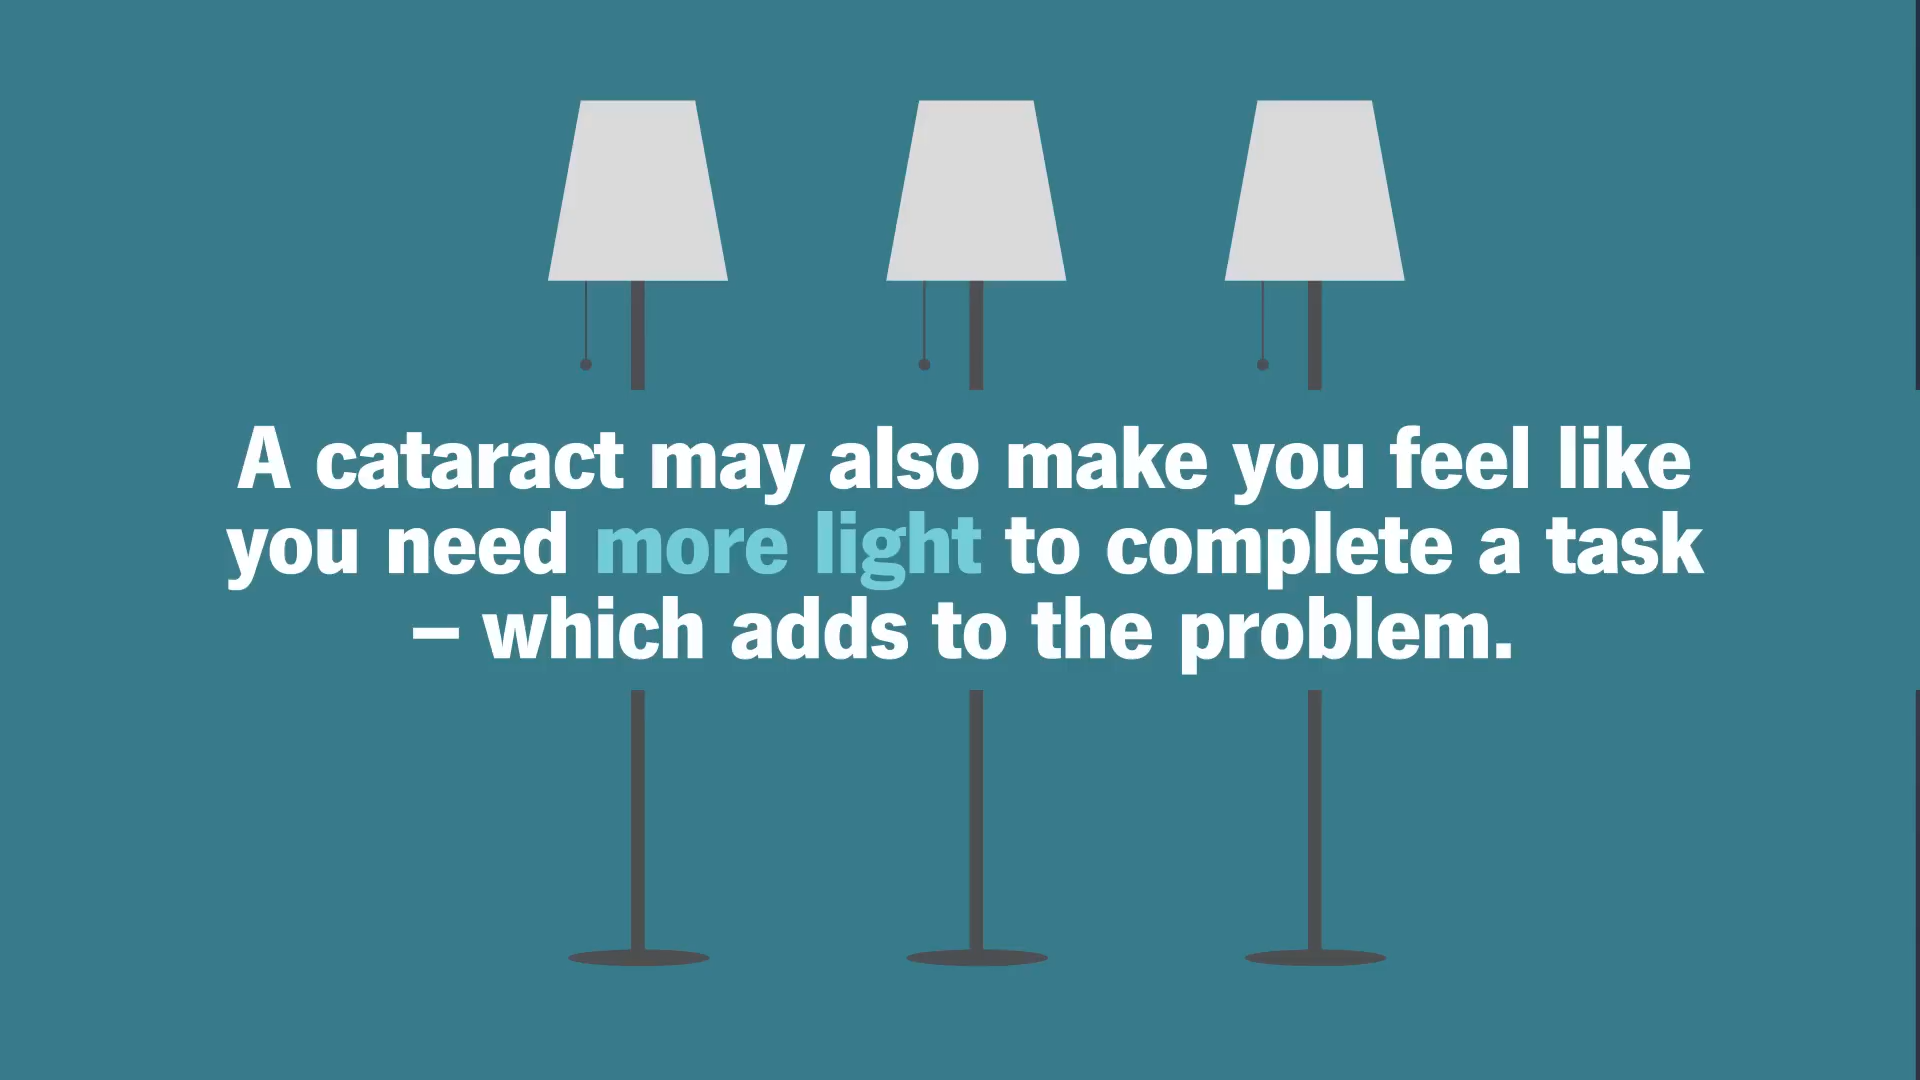 A cataract may also make you feel like
you need more light to complete a task
– which adds to the problem.